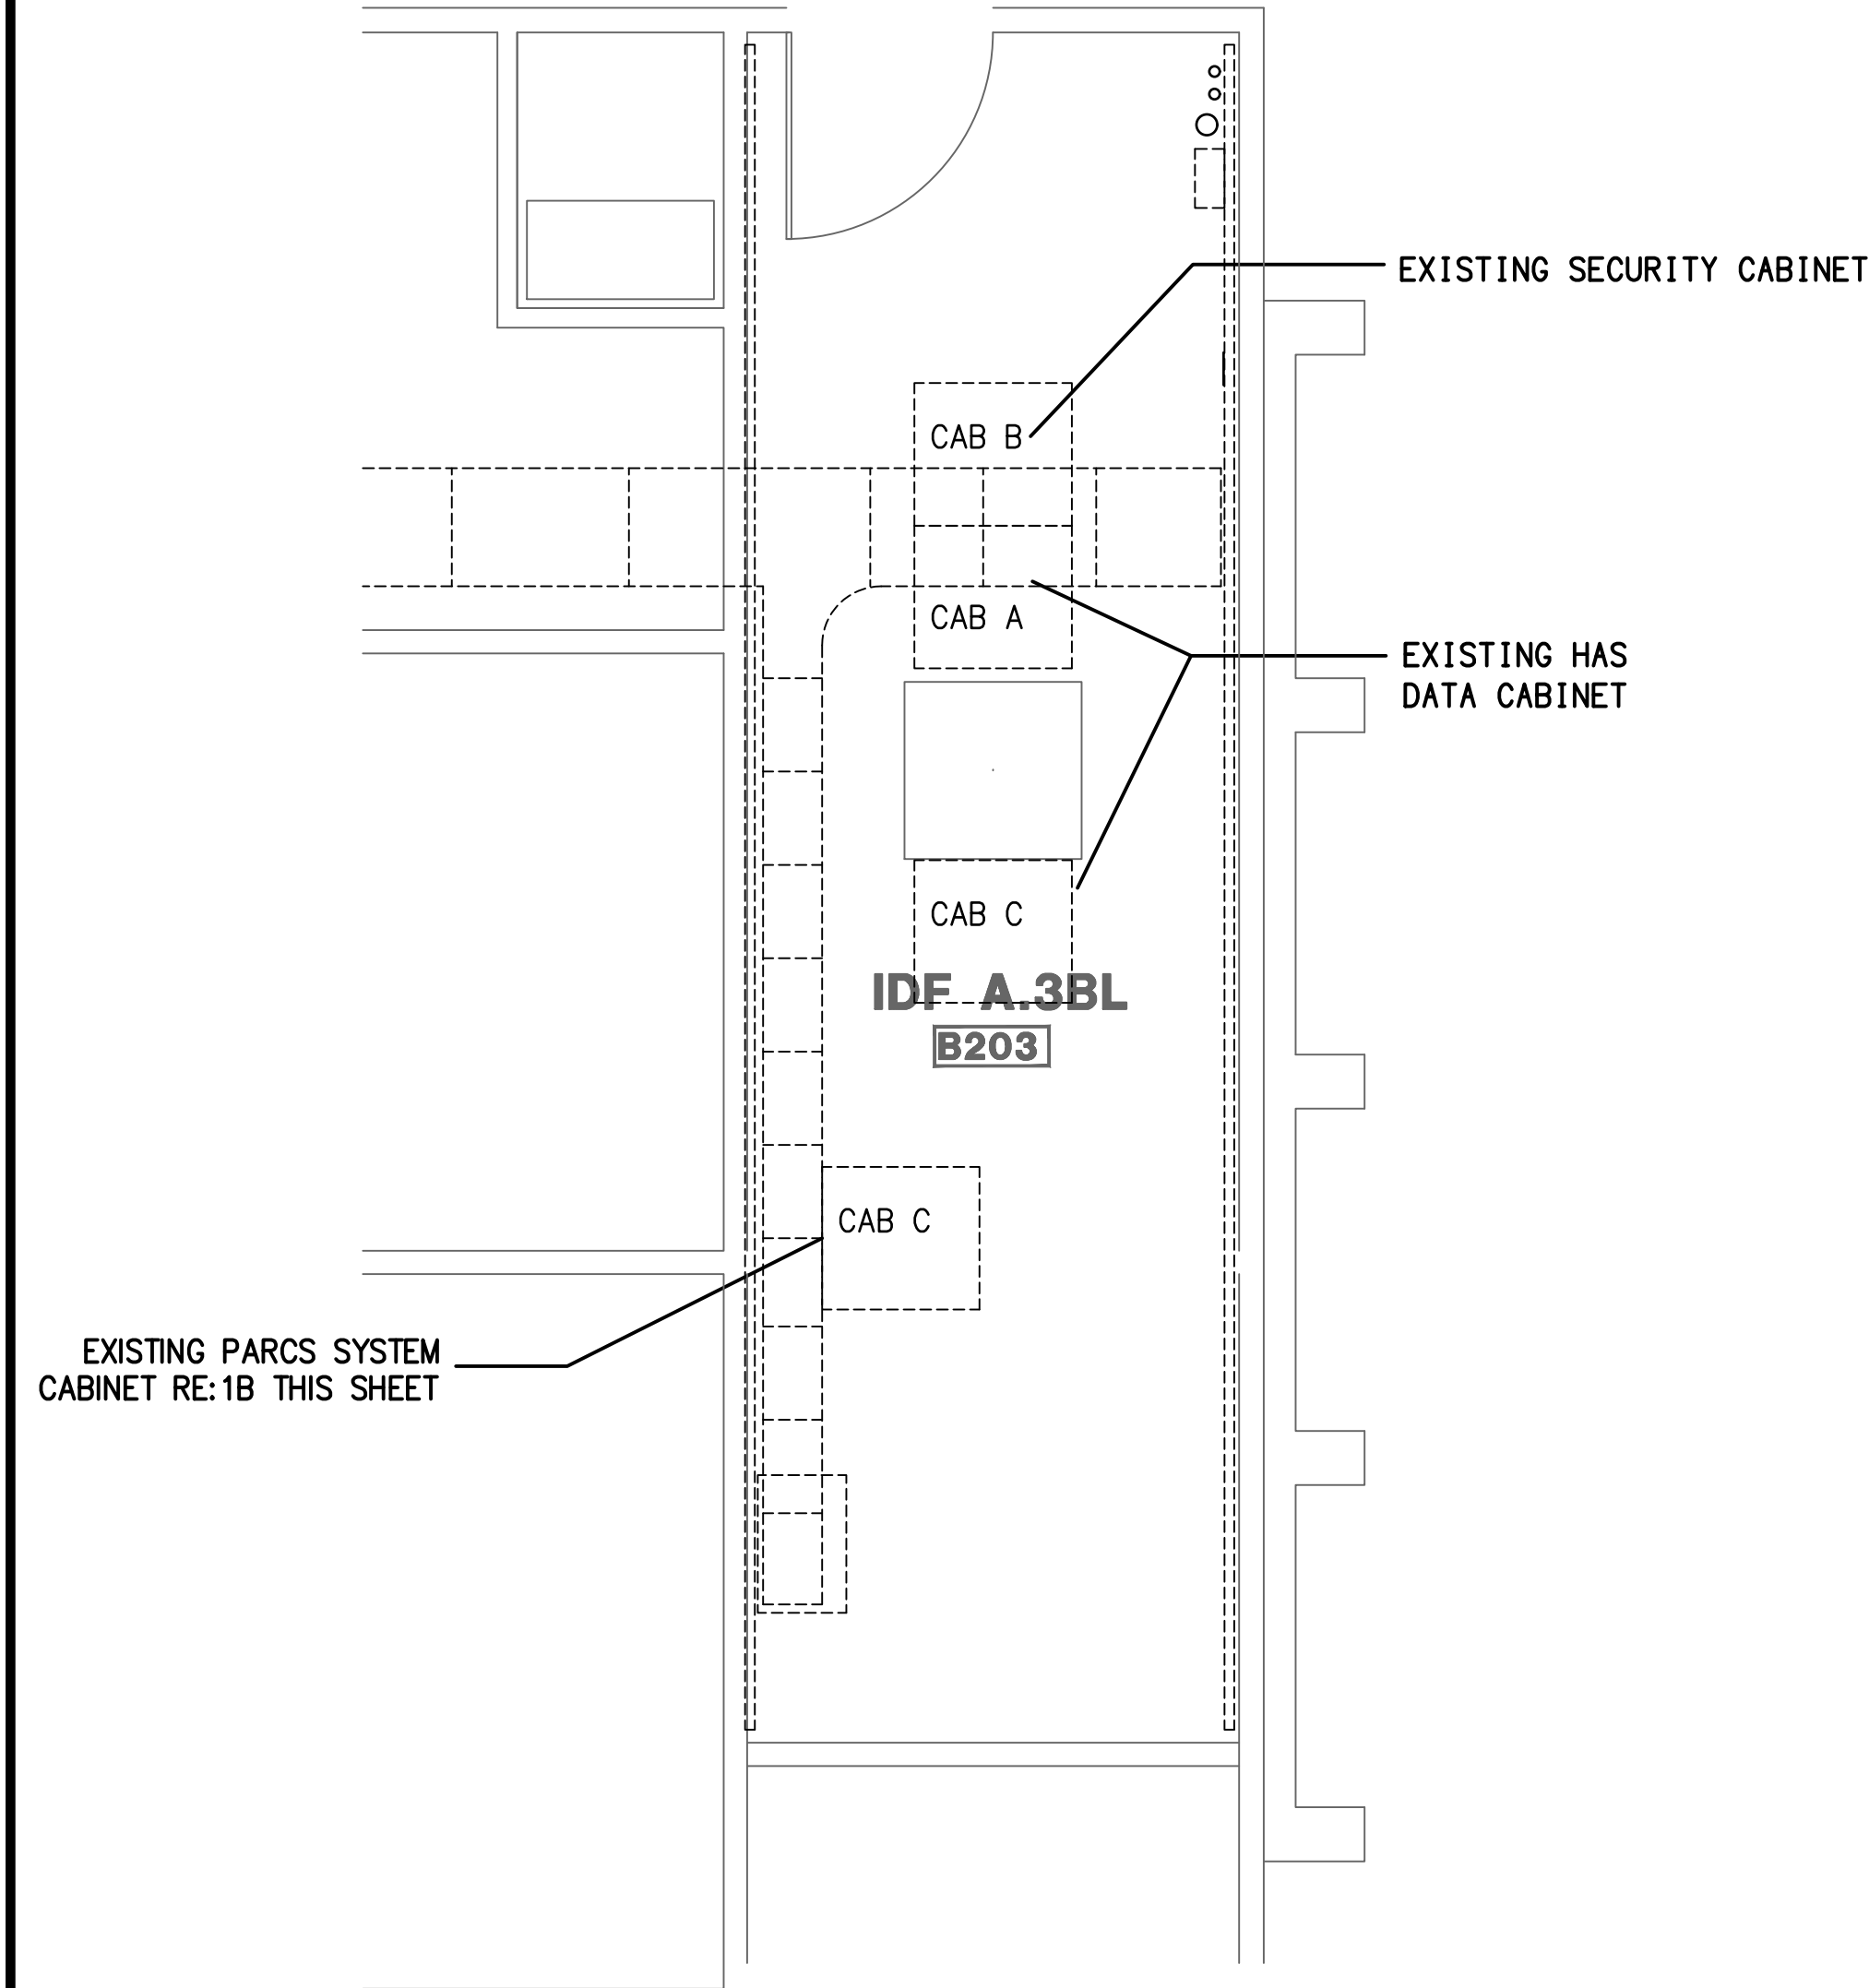 EXISTING SECURITY CABINET
CAB B
CAB A
EXISTING HAS
DATA CABINET
CAB C
IDF A.3BL
B203
CAB C
EXISTING PARCS SYSTEM
CABINET RE:1B THIS SHEET